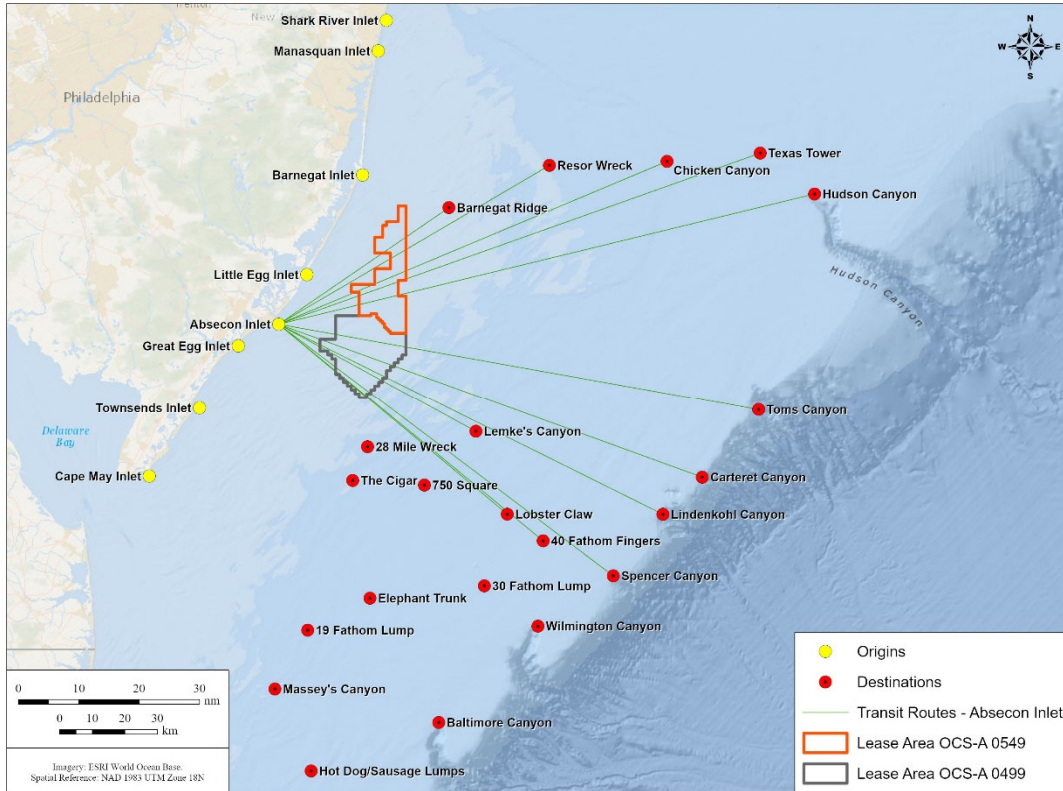 Trenton
New
Shark River Inlet
N
W E
S
Manasquan Inlet
Philadelphia
Texas Tower
Resor Wreck
Chicken Canyon
Barnegat Inlet
Hudson Canyon
Barnegat Ridge
Little Egg Inlet
Hudson Canyon
Absecon Inlet
Great Egg Inlet
Townsends Inlet
Toms Canyon
Delaware
Bay
Lemke's Canyon
28 Mile Wreck
Cape May Inlet
The Cigar
750 Square
Carteret Canyon
Lobster Claw
Lindenkohl Canyon
40 Fathom Fingers
Spencer Canyon
30 Fathom Lump
Elephant Trunk
Wilmington Canyon
19 Fathom Lump
Massey's Canyon
Baltimore Canyon
Hot Dog/Sausage Lumps
0 10 20 30
nm
0 10 20 30
km
Imagery: ESRI World Ocean Base.
Spatial Reference: NAD 1983 UTM Zone 18N
Origins
Destinations
Transit Routes - Absecon Inlet
Lease Area OCS-A 0549
Lease Area OCS-A 0499